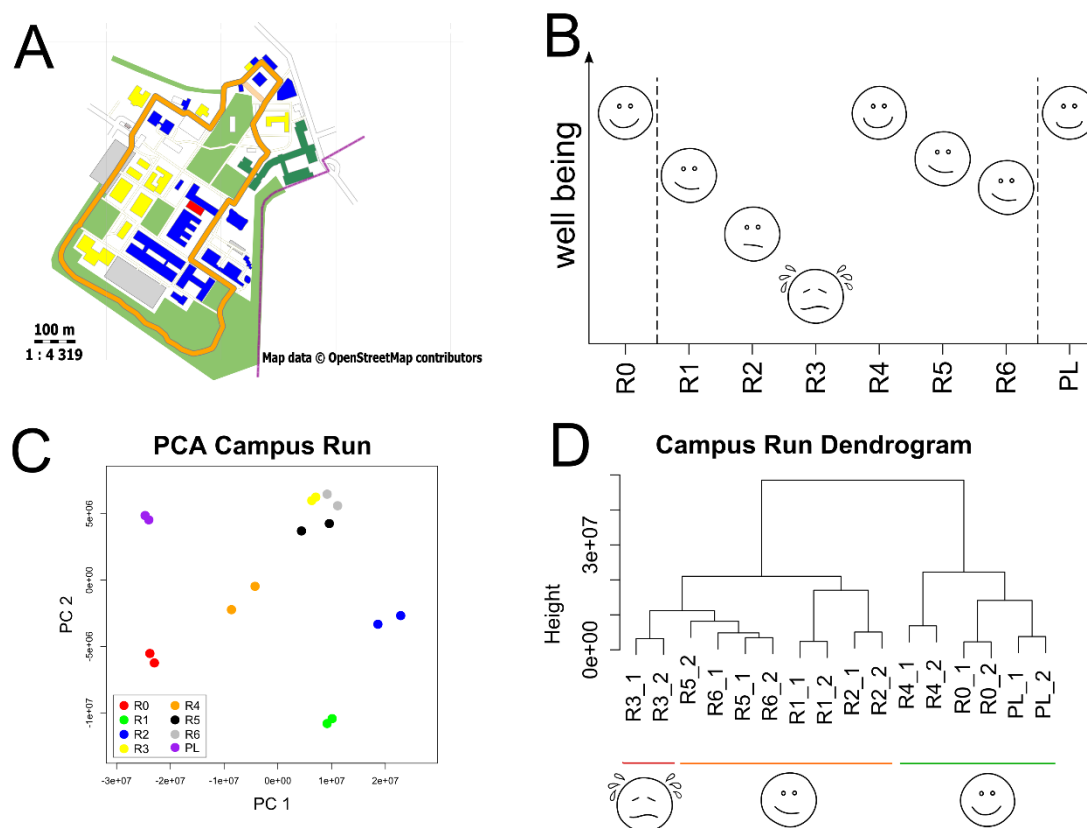 A
100 m
1 : 4 319
Map data © OpenStreetMap contributors
B
well being
R0
R1
R2
R3
R4
R5
R6
PL
C
PCA Campus Run
PC 2
5e+06
0e+00
-5e+06
-1e+07
R0
R1
R2
R3
R4
R5
R6
PL
-3e+07
-2e+07
-1e+07
0e+00
1e+07
2e+07
PC 1
D
Campus Run Dendrogram
Height
3e+07
0e+00
R3_1
R3_2
R5_2
R6_1
R5_1
R6_2
R1_1
R1_2
R2_1
R2_2
R4_1
R4_2
R0_1
R0_2
PL_1
PL_2